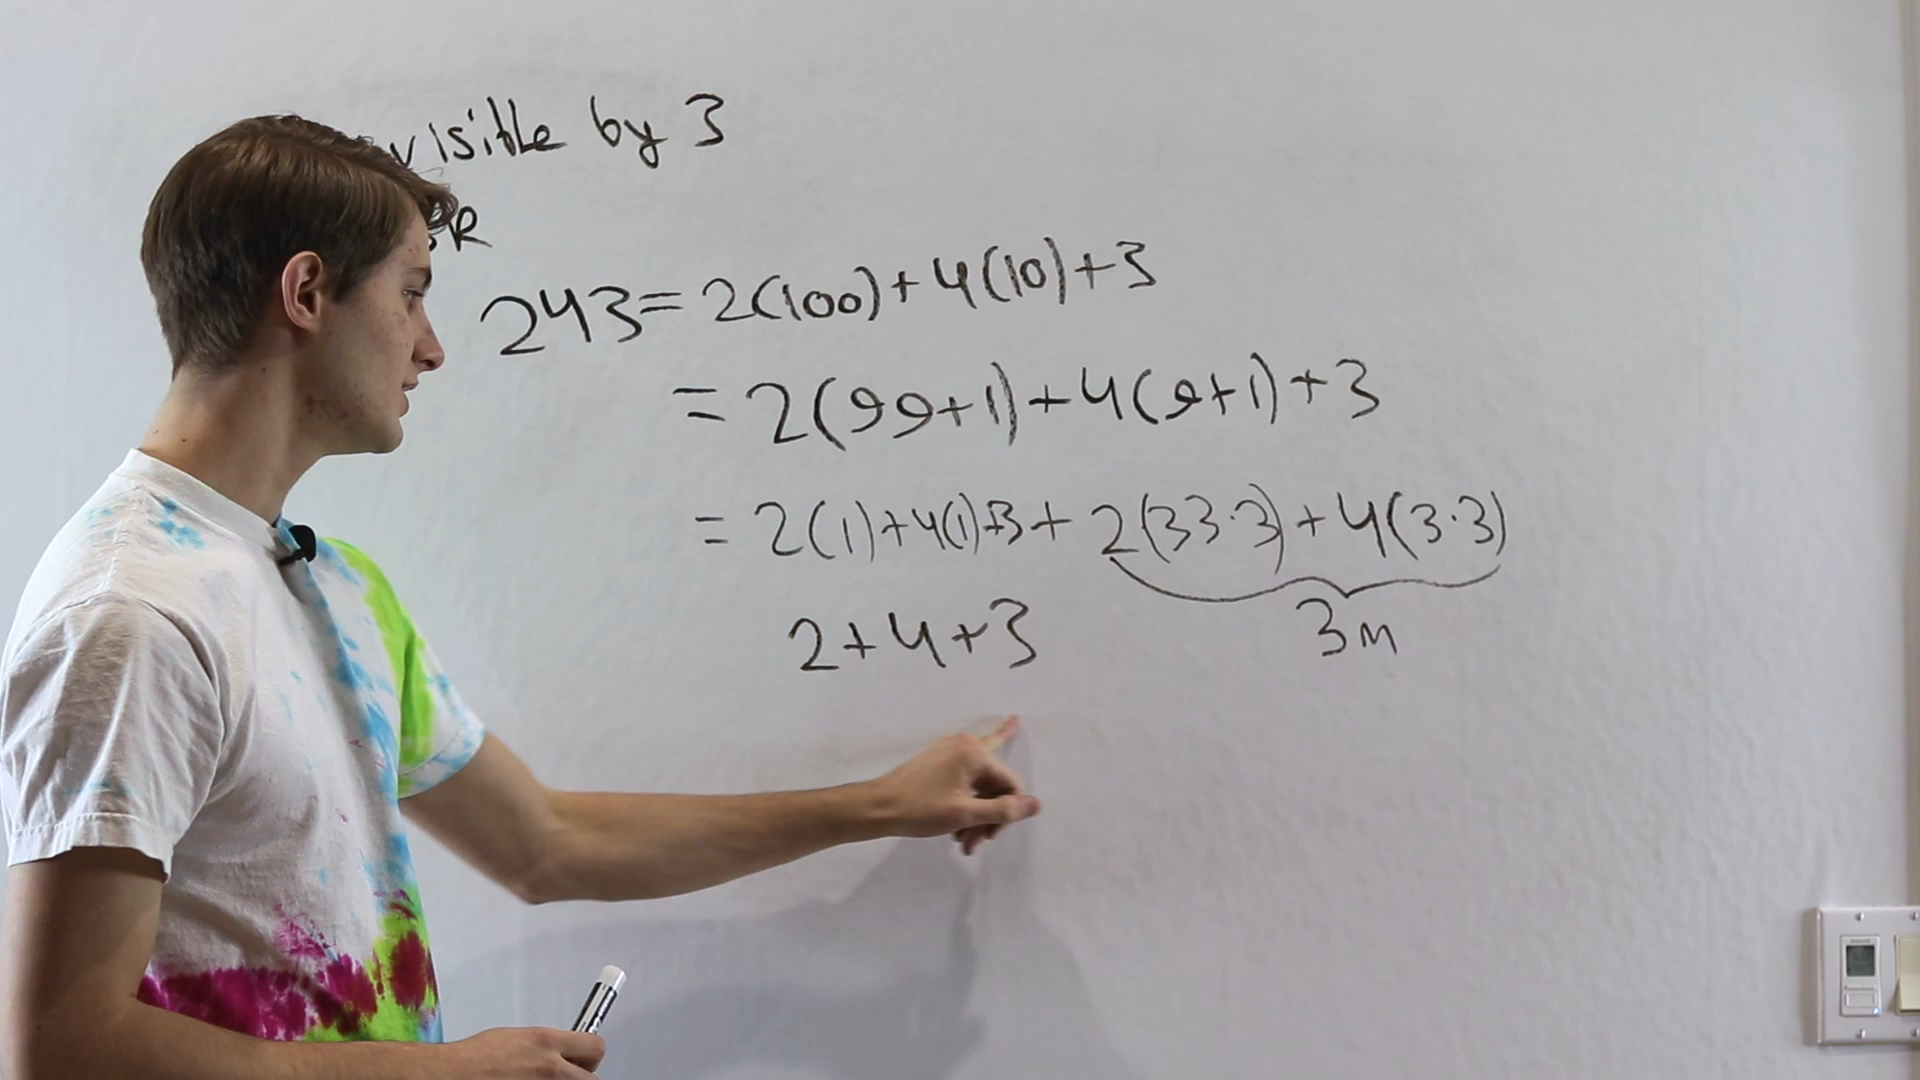 visible by 3
R
243 = 2(100) + 4(10) + 3
= 2(99+1) + 4(9+1) + 3
= 2(1) + 4(1) + 3 + 2(33·3) + 4(3·3)
2+4+3 3m